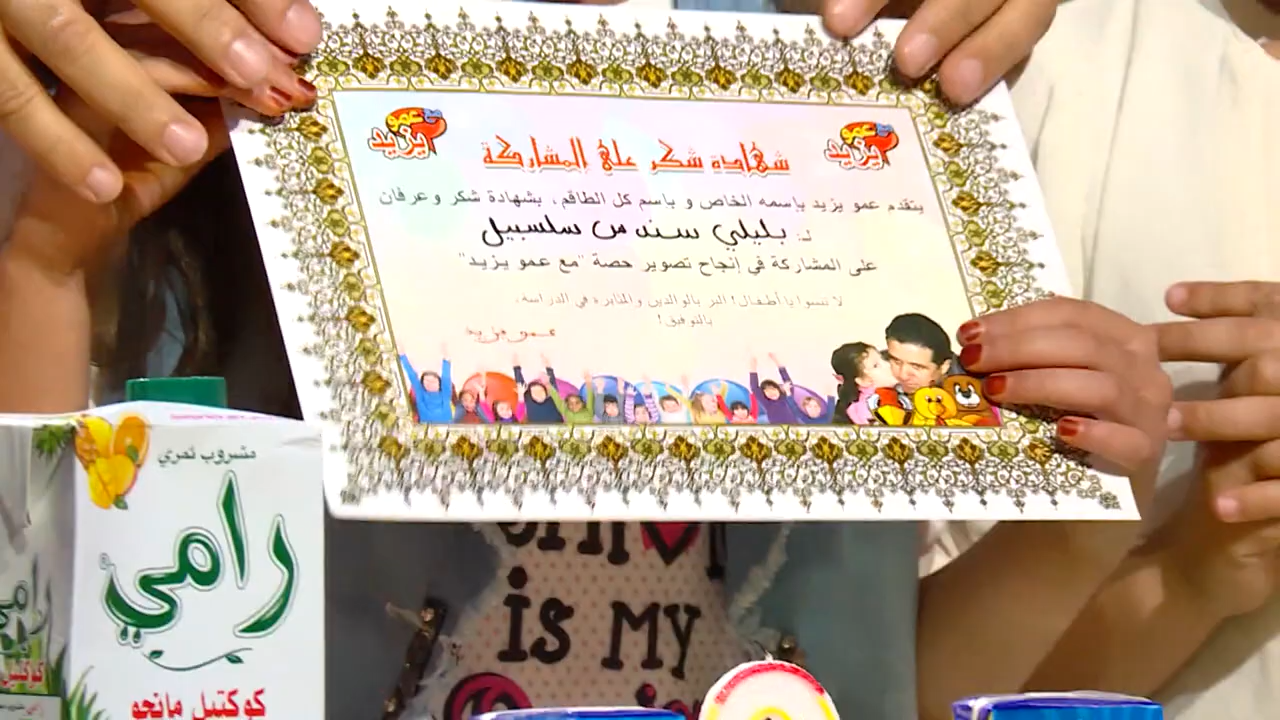 مع عمو يزيد
مع عمو يزيد
شهادة شكر على المشاركة
يتقدم عمو يزيد بإسمه الخاص و باسم كل الطاقم، بشهادة شكر و عرفان
لـ: بليلي سندس سلسبيل
على المشاركة في إنجاح تصوير حصة "مع عمو يزيد"
لا تنسوا يا أطفال! البر بالوالدين و المثابرة في الدراسة.
بالتوفيق!
عمو يزيد
مشروب ثمري
رامي
كوكتيل مانجو
is MY